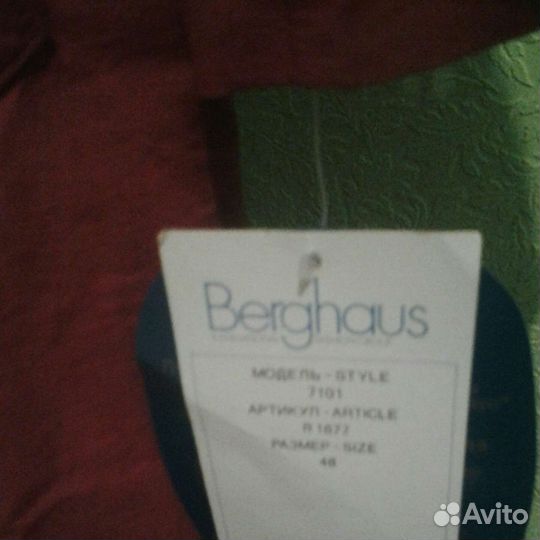 Berghaus
МОДЕЛЬ - STYLE
7101
АРТИКУЛ - ARTICLE
П 1677
РАЗМЕР - SIZE
48
Avito